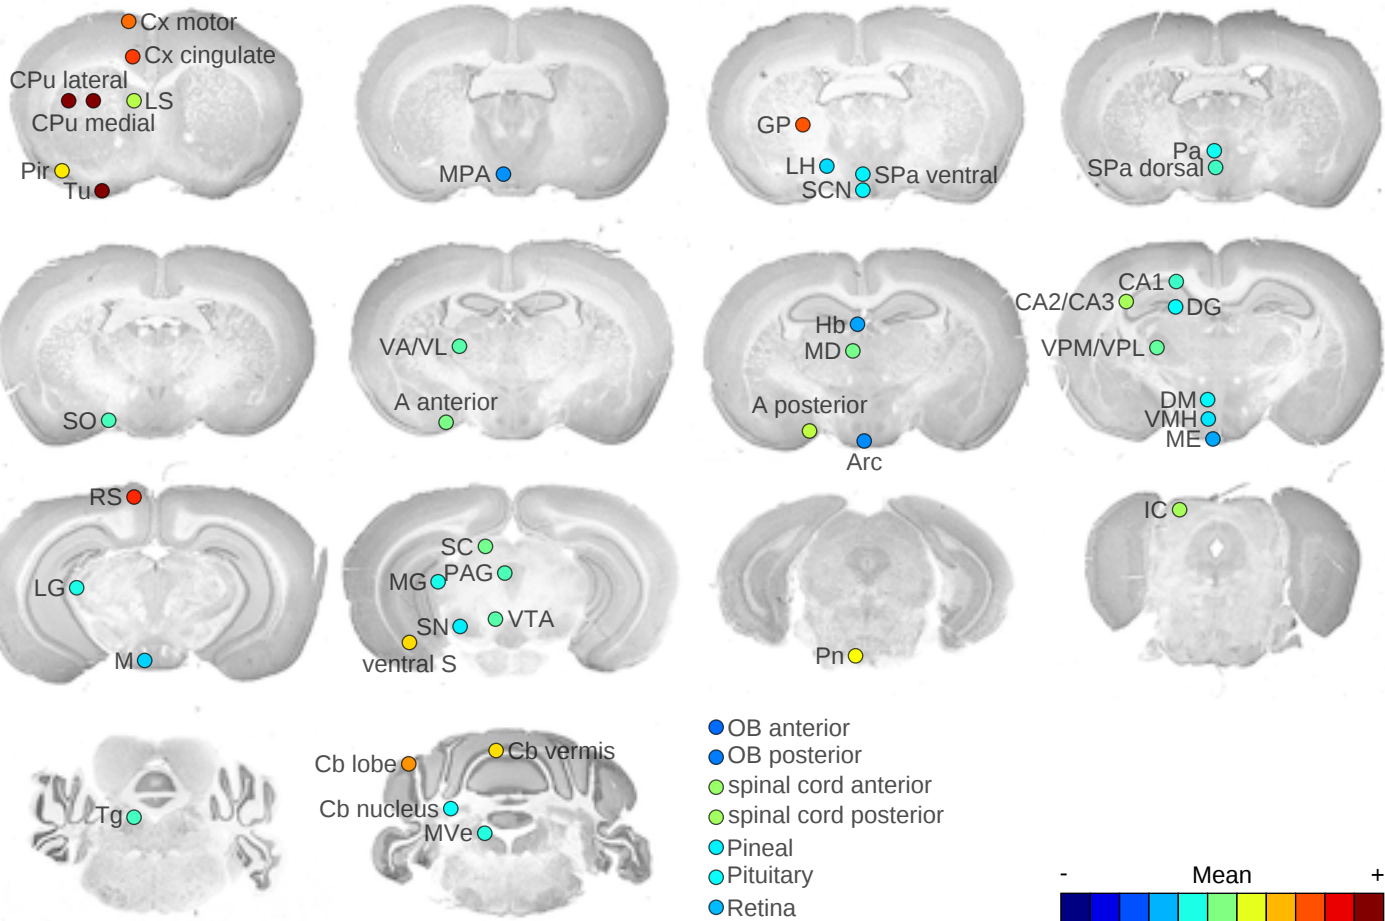 Cx motor
Cx cingulate
CPu lateral
LS
CPu medial
Pir
Tu
MPA
GP
LH
SPa ventral
SCN
Pa
SPa dorsal
SO
VA/VL
A anterior
Hb
MD
A posterior
Arc
CA1
CA2/CA3
DG
VPM/VPL
DM
VMH
ME
RS
LG
M
SC
PAG
MG
VTA
SN
ventral S
Pn
IC
Tg
Cb lobe
Cb vermis
Cb nucleus
MVe
OB anterior
OB posterior
spinal cord anterior
spinal cord posterior
Pineal
Pituitary
Retina
- Mean +